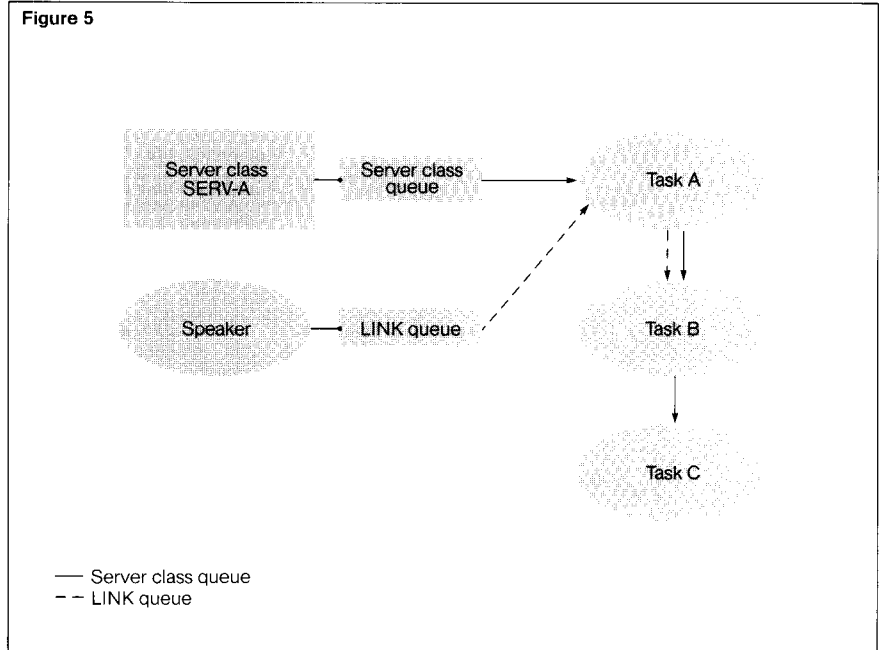 Figure 5
Server class
SERV-A
Server class
queue
Task A
Speaker
LINK queue
Task B
Task C
Server class queue
LINK queue